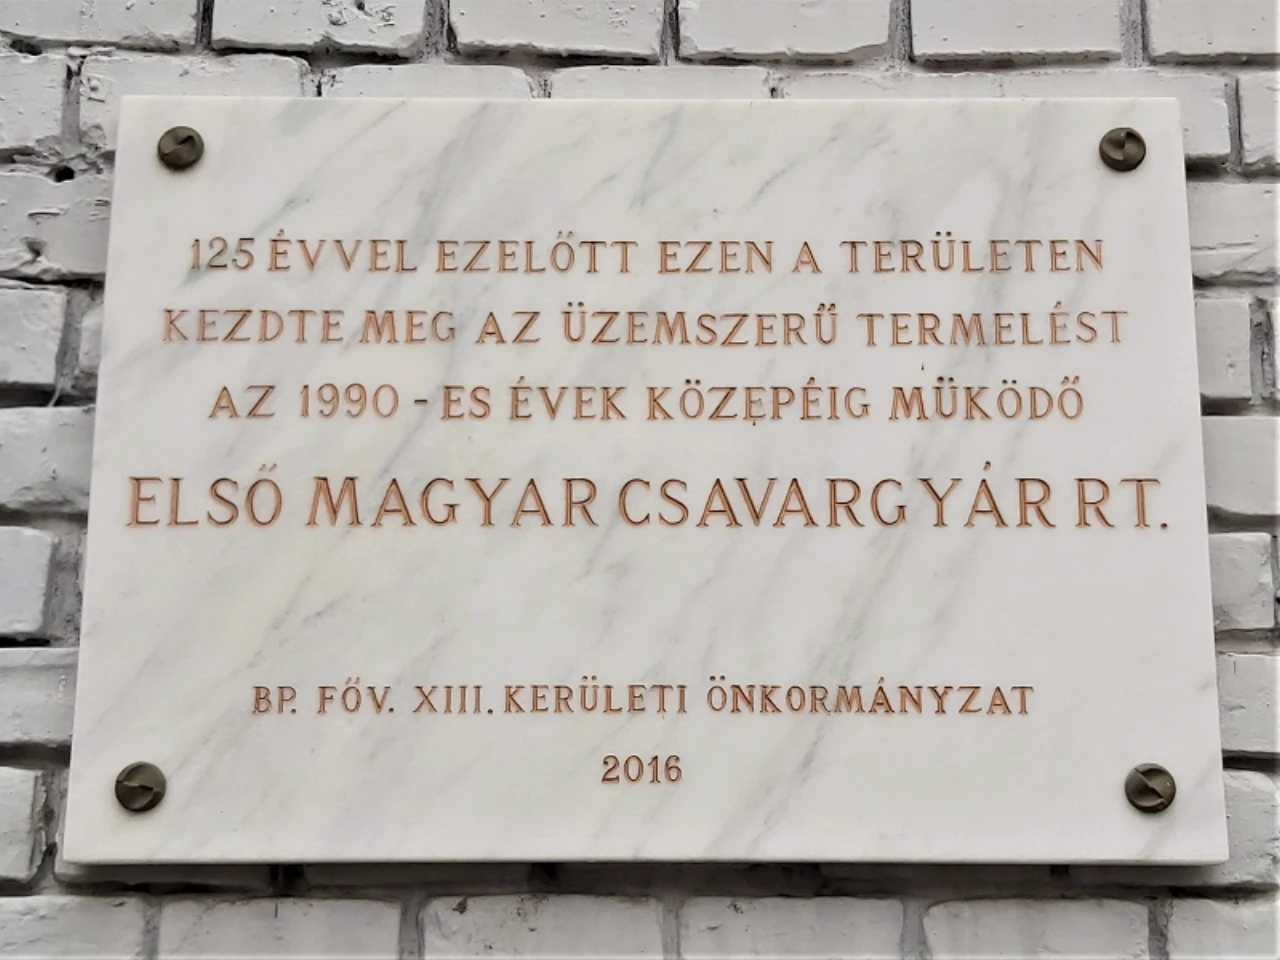 125 ÉVVEL EZELŐTT EZEN A TERÜLETEN
KEZDTE MEG AZ ÜZEMSZERŰ TERMELÉST
AZ 1990-ES ÉVEK KÖZEPÉIG MŰKÖDŐ
ELSŐ MAGYAR CSAVARGYÁR RT.
BP. FŐV. XIII. KERÜLETI ÖNKORMÁNYZAT
2016